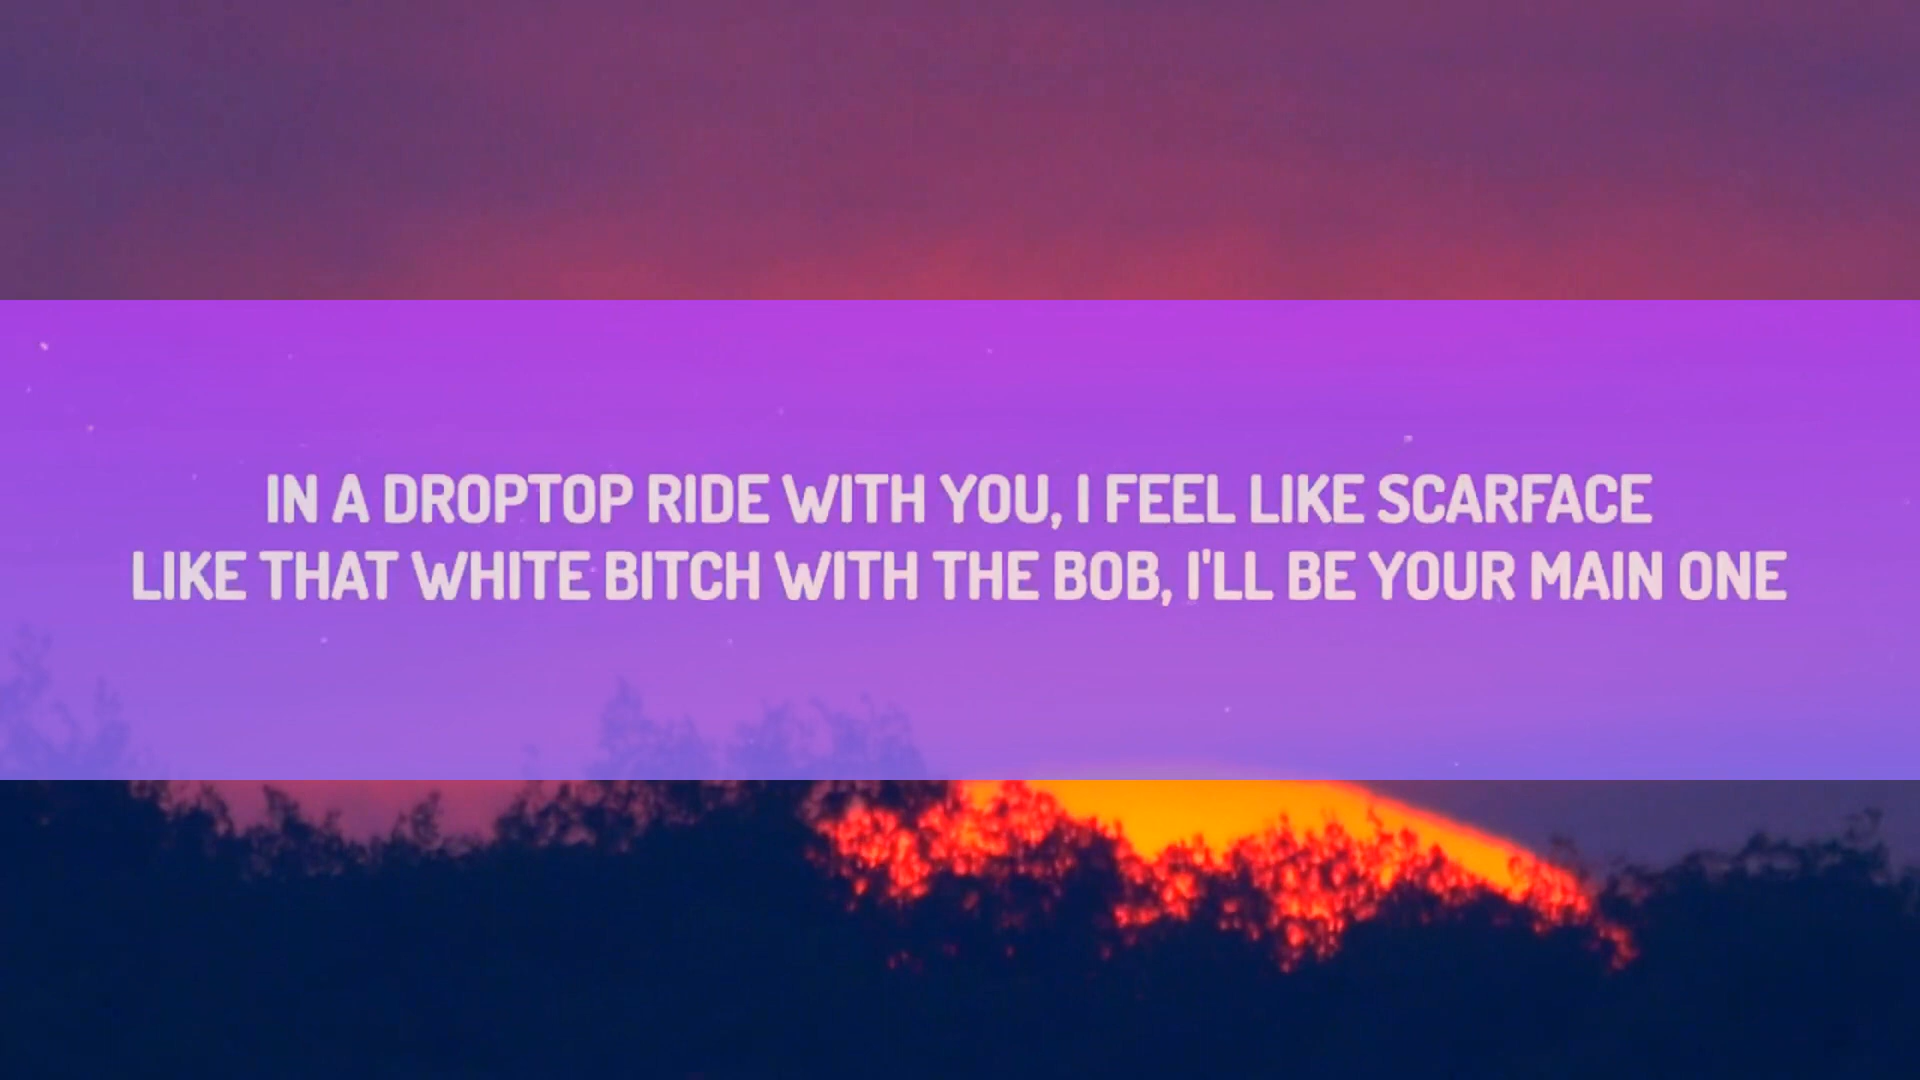 IN A DROPTOP RIDE WITH YOU, I FEEL LIKE SCARFACE
LIKE THAT WHITE BITCH WITH THE BOB, I'LL BE YOUR MAIN ONE